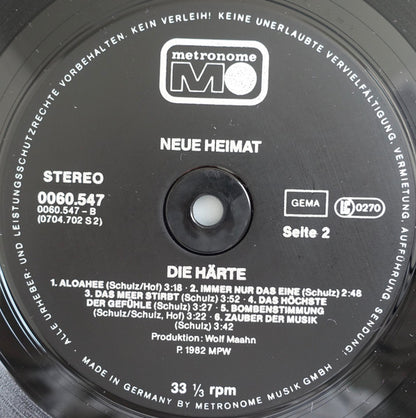 ALLE URHEBER- UND LEISTUNGSSCHUTZRECHTE VORBEHALTEN. KEIN VERLEIH! KEINE UNERLAUBTE VERVIELFÄLTIGUNG, VERMIETUNG, AUFFÜHRUNG, SENDUNG!
metronome
M
NEUE HEIMAT
STEREO
0060.547
0060.547 – B
(0704.702 S 2)
GEMA
LC 0270
Seite 2
DIE HÄRTE
1. ALOAHEE (Schulz/Hof) 3:18 · 2. IMMER NUR DAS EINE (Schulz) 2:48
3. DAS MEER STIRBT (Schulz) 3:52 · 4. DAS HÖCHSTE
DER GEFÜHLE (Schulz) 3:27 · 5. BOMBENSTIMMUNG
(Schulz/Schulz, Hof) 3:22 · 6. ZAUBER DER MUSIK
(Schulz) 3:42
Produktion: Wolf Maahn
P. 1982 MPW
33 ⅓ rpm
MADE IN GERMANY BY METRONOME MUSIK GMBH